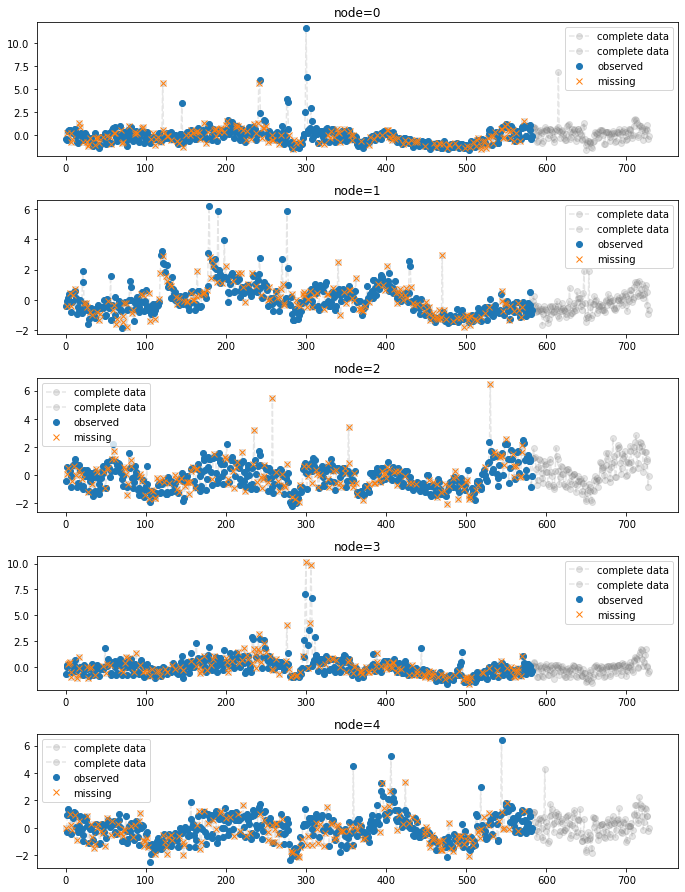 node=0
10.0
7.5
5.0
2.5
0.0
complete data
complete data
observed
missing
0 100 200 300 400 500 600 700
node=1
6
4
2
0
−2
complete data
complete data
observed
missing
0 100 200 300 400 500 600 700
node=2
6
4
2
0
−2
complete data
complete data
observed
missing
0 100 200 300 400 500 600 700
node=3
10.0
7.5
5.0
2.5
0.0
complete data
complete data
observed
missing
0 100 200 300 400 500 600 700
node=4
6
4
2
0
−2
complete data
complete data
observed
missing
0 100 200 300 400 500 600 700